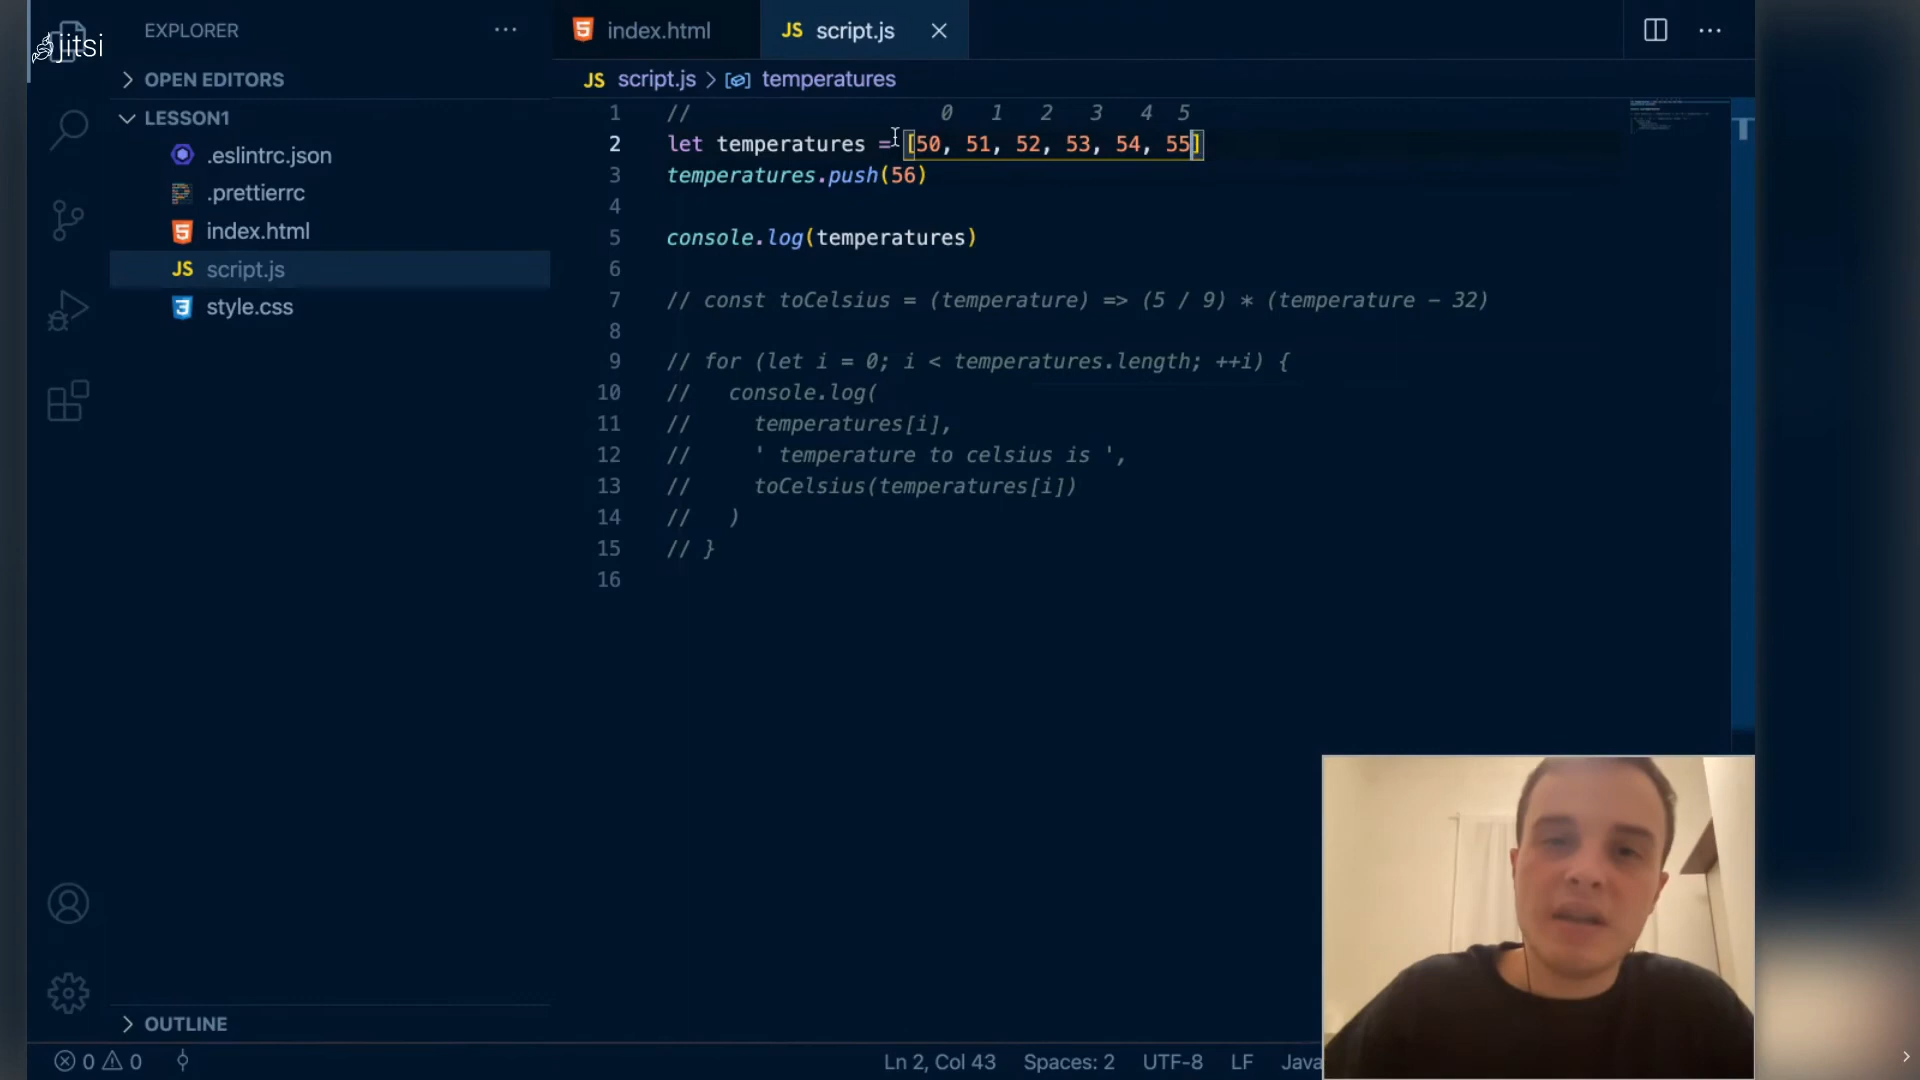 jitsi
EXPLORER
OPEN EDITORS
LESSON1
.eslintrc.json
.prettierrc
index.html
JS script.js
style.css
OUTLINE
index.html
JS script.js
JS script.js > temperatures
1 // 0 1 2 3 4 5
2 let temperatures = [50, 51, 52, 53, 54, 55]
3 temperatures.push(56)
4
5 console.log(temperatures)
6
7 // const toCelsius = (temperature) => (5 / 9) * (temperature - 32)
8
9 // for (let i = 0; i < temperatures.length; ++i) {
10 //   console.log(
11 //     temperatures[i],
12 //     ' temperature to celsius is ',
13 //     toCelsius(temperatures[i])
14 //   )
15 // }
16
0 0
Ln 2, Col 43 Spaces: 2 UTF-8 LF Java